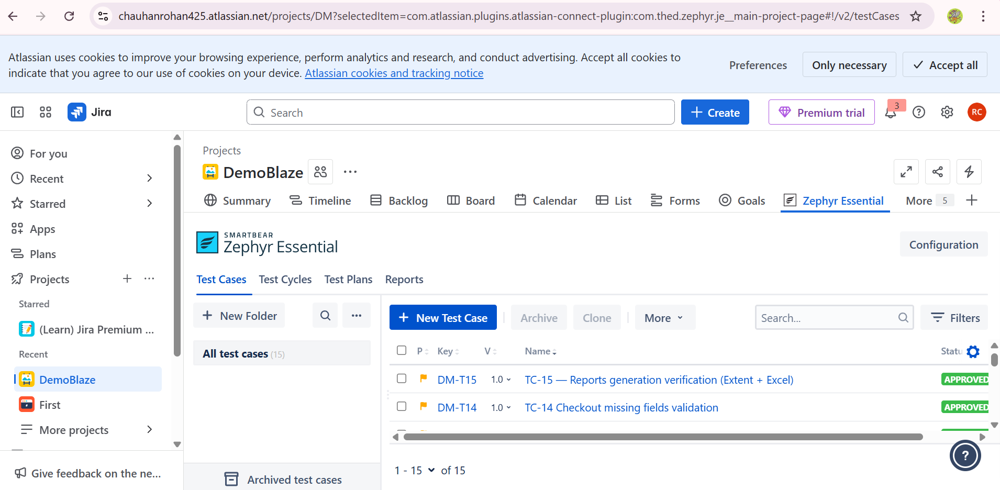 chauhanrohan425.atlassian.net/projects/DM?selectedItem=com.atlassian.plugins.atlassian-connect-plugin:com.thed.zephyr.je__main-project-page#!/v2/testCases
Atlassian uses cookies to improve your browsing experience, perform analytics and research, and conduct advertising. Accept all cookies to
indicate that you agree to our use of cookies on your device. Atlassian cookies and tracking notice
Preferences
Only necessary
Accept all
Jira
Search
Create
Premium trial
3
RC
For you
Recent
Starred
Apps
Plans
Projects
Starred
(Learn) Jira Premium ...
Recent
DemoBlaze
First
More projects
Give feedback on the ne...
Projects
DemoBlaze
Summary
Timeline
Backlog
Board
Calendar
List
Forms
Goals
Zephyr Essential
More 5
SMARTBEAR
Zephyr Essential
Configuration
Test Cases
Test Cycles
Test Plans
Reports
New Folder
All test cases (15)
Archived test cases
New Test Case
Archive
Clone
More
Search...
Filters
P Key V Name Statu
DM-T15 1.0 TC-15 — Reports generation verification (Extent + Excel) APPROVED
DM-T14 1.0 TC-14 Checkout missing fields validation APPROVED
1 - 15 of 15
?